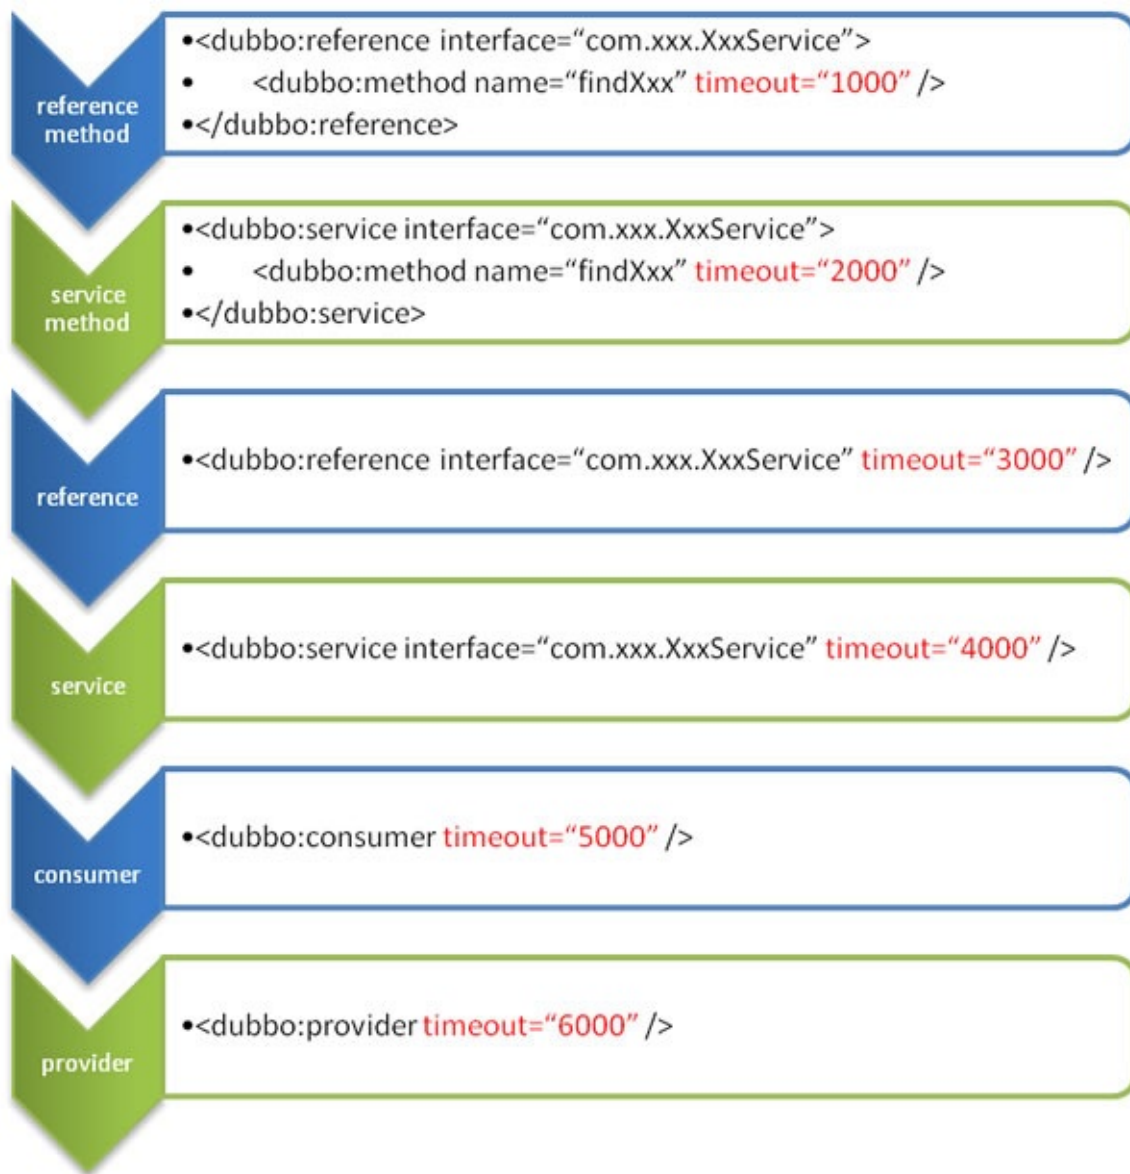 reference
method
•<dubbo:reference interface=“com.xxx.XxxService”>
• <dubbo:method name=“findXxx” timeout=“1000” />
•</dubbo:reference>
service
method
•<dubbo:service interface=“com.xxx.XxxService”>
• <dubbo:method name=“findXxx” timeout=“2000” />
•</dubbo:service>
reference
•<dubbo:reference interface=“com.xxx.XxxService” timeout=“3000” />
service
•<dubbo:service interface=“com.xxx.XxxService” timeout=“4000” />
consumer
•<dubbo:consumer timeout=“5000” />
provider
•<dubbo:provider timeout=“6000” />